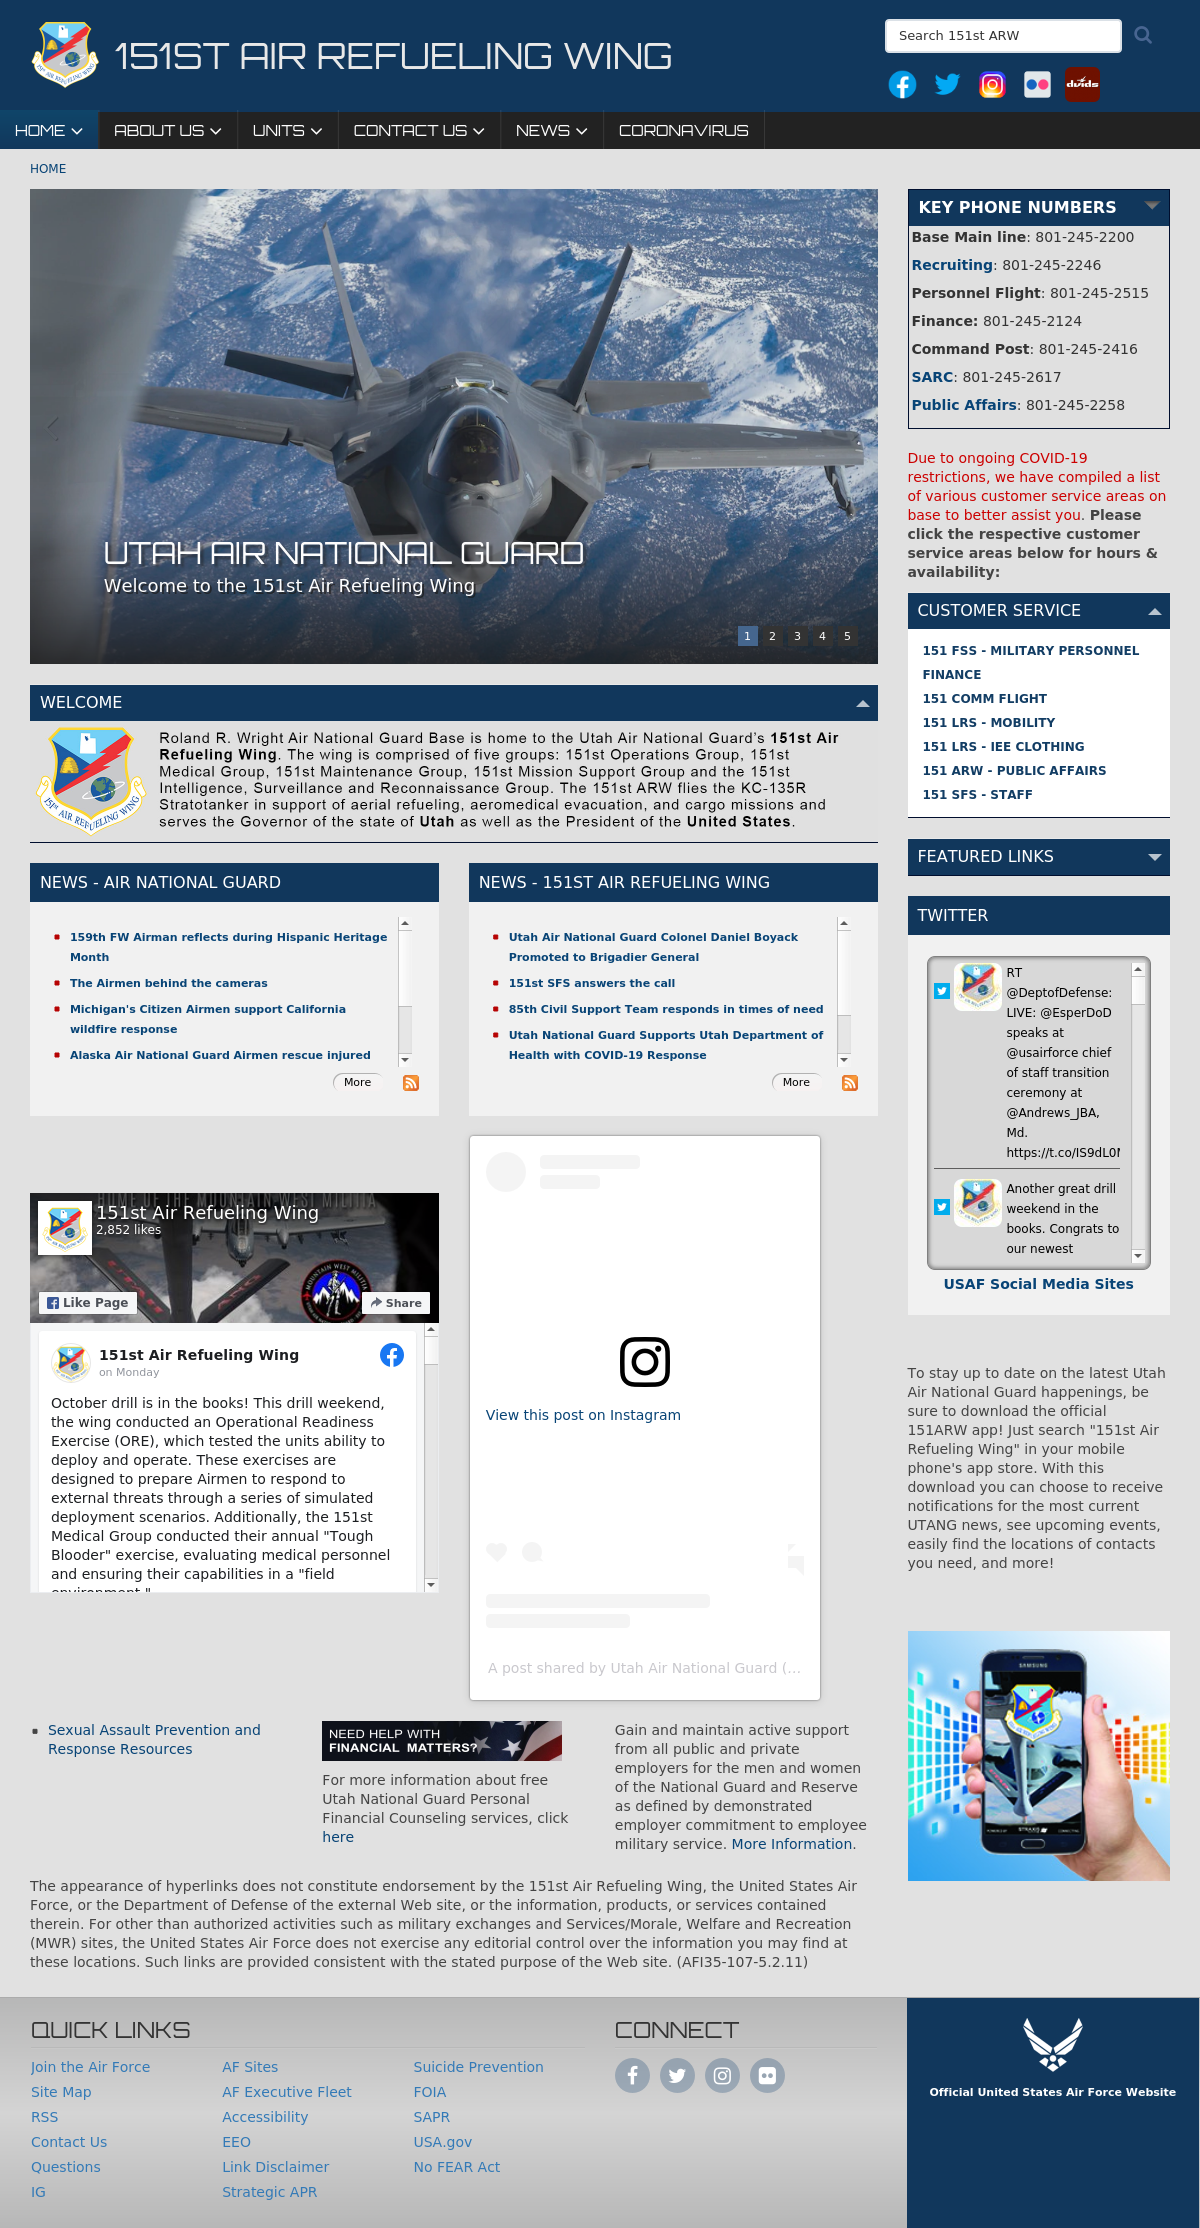 151ST AIR REFUELING WING
Search 151st ARW
dvids
HOME
ABOUT US
UNITS
CONTACT US
NEWS
CORONAVIRUS
HOME
UTAH AIR NATIONAL GUARD
Welcome to the 151st Air Refueling Wing
1 2 3 4 5
KEY PHONE NUMBERS
Base Main line: 801-245-2200
Recruiting: 801-245-2246
Personnel Flight: 801-245-2515
Finance: 801-245-2124
Command Post: 801-245-2416
SARC: 801-245-2617
Public Affairs: 801-245-2258
Due to ongoing COVID-19
restrictions, we have compiled a list
of various customer service areas on
base to better assist you. Please
click the respective customer
service areas below for hours &
availability:
CUSTOMER SERVICE
151 FSS - MILITARY PERSONNEL
FINANCE
151 COMM FLIGHT
151 LRS - MOBILITY
151 LRS - IEE CLOTHING
151 ARW - PUBLIC AFFAIRS
151 SFS - STAFF
WELCOME
151st AIR REFUELING WING
Roland R. Wright Air National Guard Base is home to the Utah Air National Guard's 151st Air
Refueling Wing. The wing is comprised of five groups: 151st Operations Group, 151st
Medical Group, 151st Maintenance Group, 151st Mission Support Group and the 151st
Intelligence, Surveillance and Reconnaissance Group. The 151st ARW flies the KC-135R
Stratotanker in support of aerial refueling, aeromedical evacuation, and cargo missions and
serves the Governor of the state of Utah as well as the President of the United States.
FEATURED LINKS
NEWS - AIR NATIONAL GUARD
159th FW Airman reflects during Hispanic Heritage
Month
The Airmen behind the cameras
Michigan's Citizen Airmen support California
wildfire response
Alaska Air National Guard Airmen rescue injured
More
NEWS - 151ST AIR REFUELING WING
Utah Air National Guard Colonel Daniel Boyack
Promoted to Brigadier General
151st SFS answers the call
85th Civil Support Team responds in times of need
Utah National Guard Supports Utah Department of
Health with COVID-19 Response
More
TWITTER
RT
@DeptofDefense:
LIVE: @EsperDoD
speaks at
@usairforce chief
of staff transition
ceremony at
@Andrews_JBA,
Md.
https://t.co/IS9dL0
Another great drill
weekend in the
books. Congrats to
our newest
USAF Social Media Sites
HOME OF THE MOUNTAIN WEST MILITIA
151st Air Refueling Wing
2,852 likes
MOUNTAIN WEST MILITIA
Like Page
Share
151st Air Refueling Wing
on Monday
October drill is in the books! This drill weekend,
the wing conducted an Operational Readiness
Exercise (ORE), which tested the units ability to
deploy and operate. These exercises are
designed to prepare Airmen to respond to
external threats through a series of simulated
deployment scenarios. Additionally, the 151st
Medical Group conducted their annual "Tough
Blooder" exercise, evaluating medical personnel
and ensuring their capabilities in a "field
environment."
View this post on Instagram
A post shared by Utah Air National Guard (...
To stay up to date on the latest Utah
Air National Guard happenings, be
sure to download the official
151ARW app! Just search "151st Air
Refueling Wing" in your mobile
phone's app store. With this
download you can choose to receive
notifications for the most current
UTANG news, see upcoming events,
easily find the locations of contacts
you need, and more!
SAMSUNG
Sexual Assault Prevention and
Response Resources
NEED HELP WITH
FINANCIAL MATTERS?
For more information about free
Utah National Guard Personal
Financial Counseling services, click
here
Gain and maintain active support
from all public and private
employers for the men and women
of the National Guard and Reserve
as defined by demonstrated
employer commitment to employee
military service. More Information.
The appearance of hyperlinks does not constitute endorsement by the 151st Air Refueling Wing, the United States Air
Force, or the Department of Defense of the external Web site, or the information, products, or services contained
therein. For other than authorized activities such as military exchanges and Services/Morale, Welfare and Recreation
(MWR) sites, the United States Air Force does not exercise any editorial control over the information you may find at
these locations. Such links are provided consistent with the stated purpose of the Web site. (AFI35-107-5.2.11)
QUICK LINKS
Join the Air Force
Site Map
RSS
Contact Us
Questions
IG
AF Sites
AF Executive Fleet
Accessibility
EEO
Link Disclaimer
Strategic APR
Suicide Prevention
FOIA
SAPR
USA.gov
No FEAR Act
CONNECT
Official United States Air Force Website